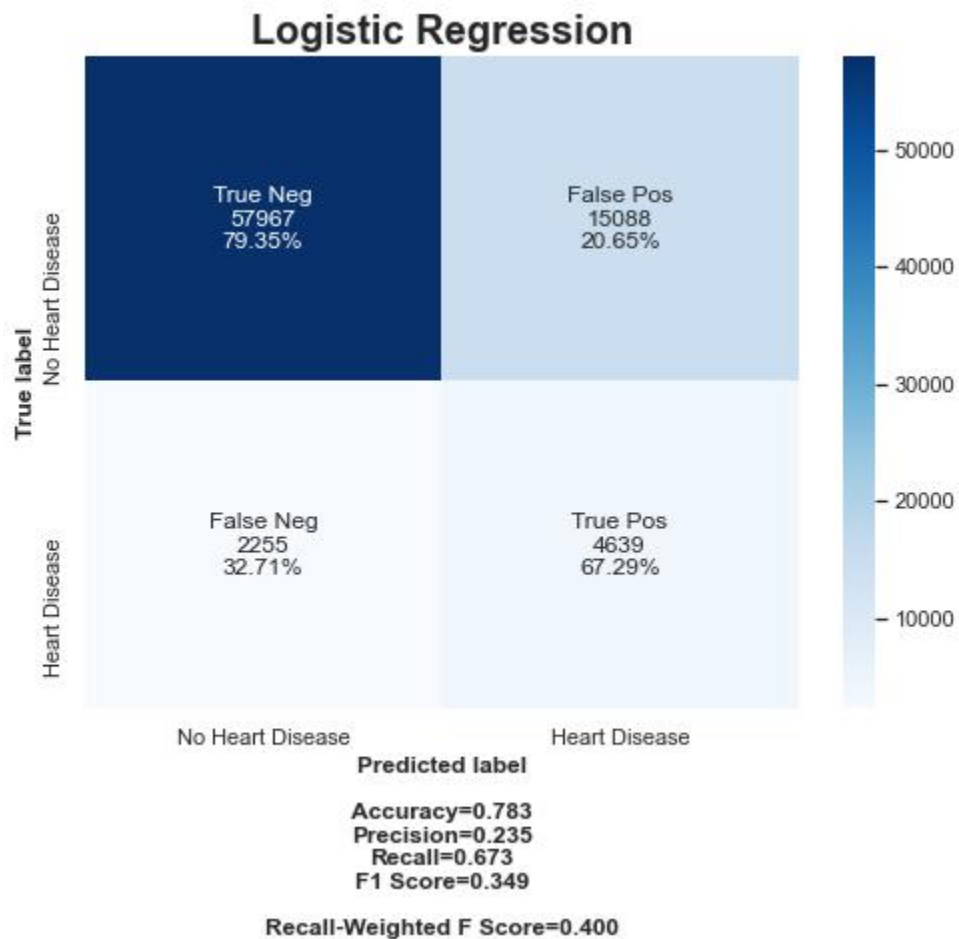 Logistic Regression
True Neg
57967
79.35%
False Pos
15088
20.65%
False Neg
2255
32.71%
True Pos
4639
67.29%
True label
No Heart Disease
Heart Disease
50000
40000
30000
20000
10000
No Heart Disease
Heart Disease
Predicted label
Accuracy=0.783
Precision=0.235
Recall=0.673
F1 Score=0.349
Recall-Weighted F Score=0.400